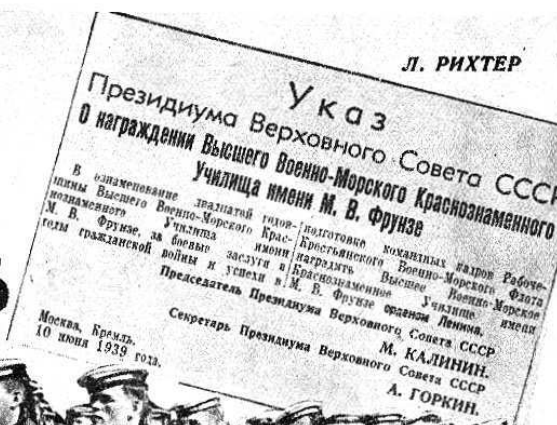 Л. РИХТЕР
Указ
Президиума Верховного Совета СССР
О награждении Высшего Военно-Морского Краснознаменного
Училища имени М. В. Фрунзе
В ознаменование двадцатой годов-
щины Высшего Военно-Морского Крас-
нознаменного Училища имени
М. В. Фрунзе, за боевые заслуги в
годы гражданской войны и успехи в
подготовке командных кадров Рабоче-
Крестьянского Военно-Морского Флота
наградить Высшее Военно-Морское
Краснознаменное Училище имени
М. В. Фрунзе орденом Ленина.
Председатель Президиума Верховного Совета СССР
М. КАЛИНИН.
Секретарь Президиума Верховного Совета СССР
А. ГОРКИН.
Москва, Кремль.
10 июня 1939 года.